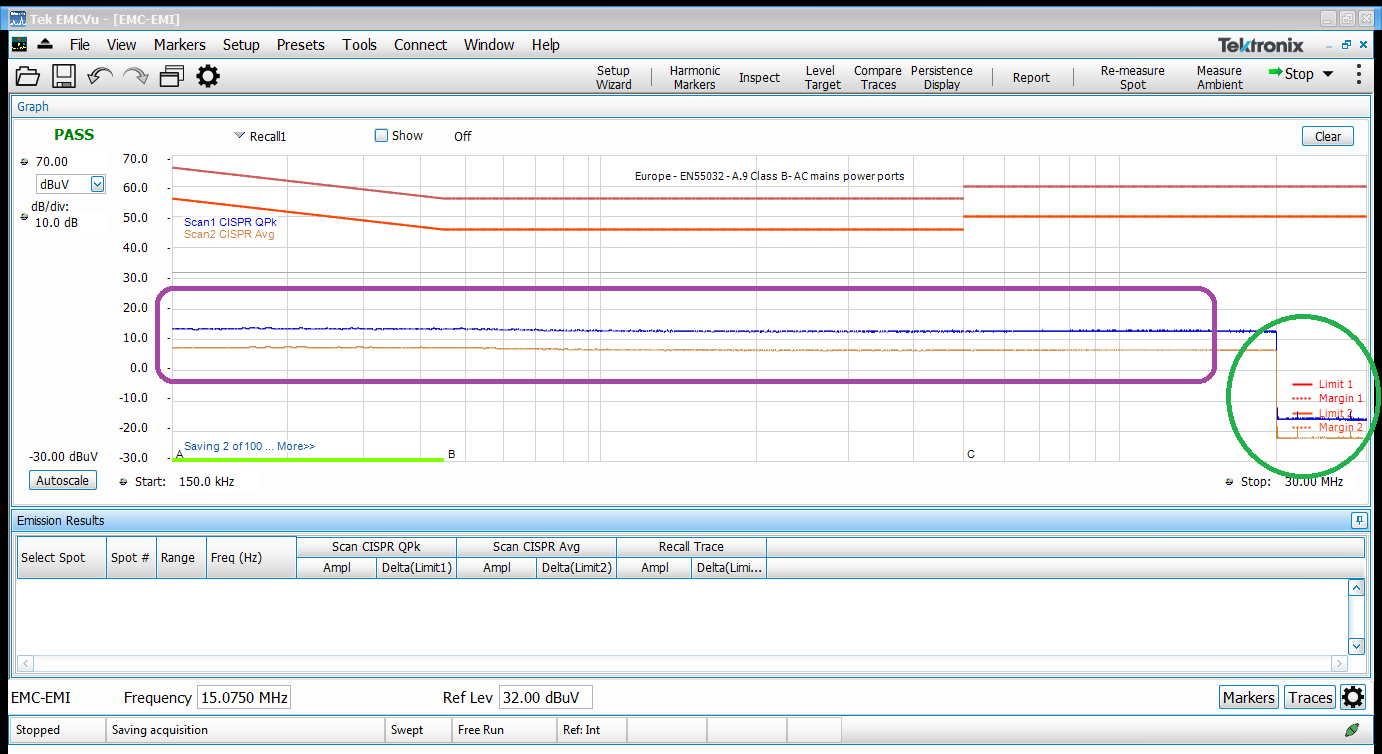 Tek EMCVu - [EMC-EMI]
File View Markers Setup Presets Tools Connect Window Help
Tektronix
Setup Wizard
Harmonic Markers
Inspect
Level Target
Compare Traces
Persistence Display
Report
Re-measure Spot
Measure Ambient
Stop
Graph
PASS
Recall1
Show
Off
Clear
70.00
dBuV
dB/div:
10.0 dB
70.0
60.0
50.0
40.0
30.0
20.0
10.0
0.0
-10.0
-20.0
-30.0
Europe - EN55032 - A.9 Class B- AC mains power ports
Scan1 CISPR QPk
Scan2 CISPR Avg
Limit 1
Margin 1
Limit 2
Margin 2
Saving 2 of 100 ... More>>
A
B
C
-30.00 dBuV
Autoscale
Start: 150.0 kHz
Stop: 30.00 MHz
Emission Results
Select Spot
Spot #
Range
Freq (Hz)
Scan CISPR QPk
Scan CISPR Avg
Recall Trace
Ampl
Delta(Limit1)
Ampl
Delta(Limit2)
Ampl
Delta(Limi...
EMC-EMI
Frequency 15.0750 MHz
Ref Lev 32.00 dBuV
Markers
Traces
Stopped
Saving acquisition
Swept
Free Run
Ref: Int